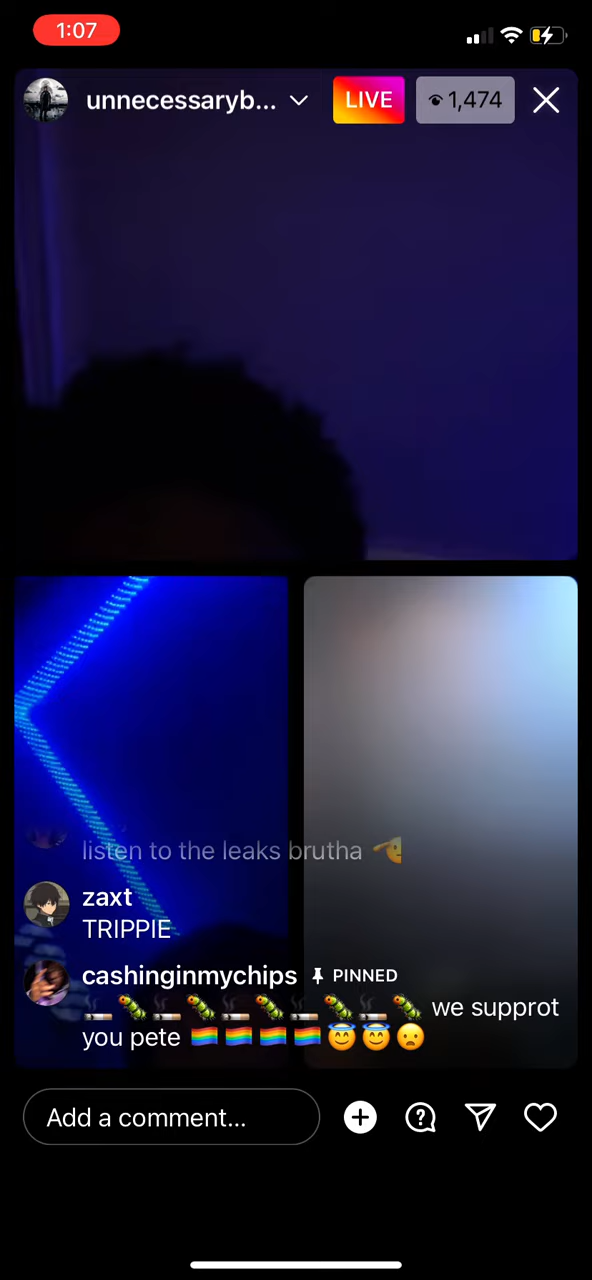 1:07
unnecessaryb...
LIVE
1,474
listen to the leaks brutha 🫡
zaxt
TRIPPIE
cashinginmychips PINNED
🚬🐛🚬🐛🚬🐛🚬🐛🚬🐛 we supprot
you pete 🏳️‍🌈🏳️‍🌈🏳️‍🌈🏳️‍🌈😇😇😦
Add a comment...